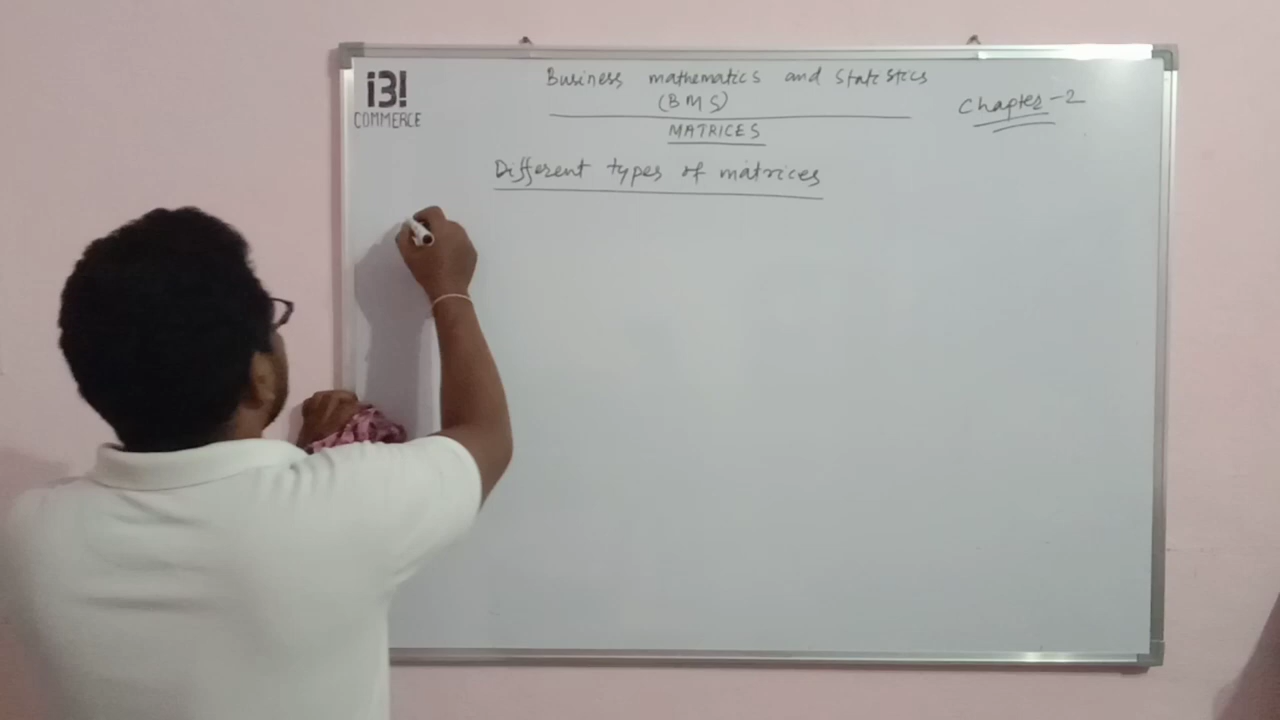 i3!
COMMERCE
Business mathematics and Statistics
(BMS)
Chapter-2
MATRICES
Different types of matrices